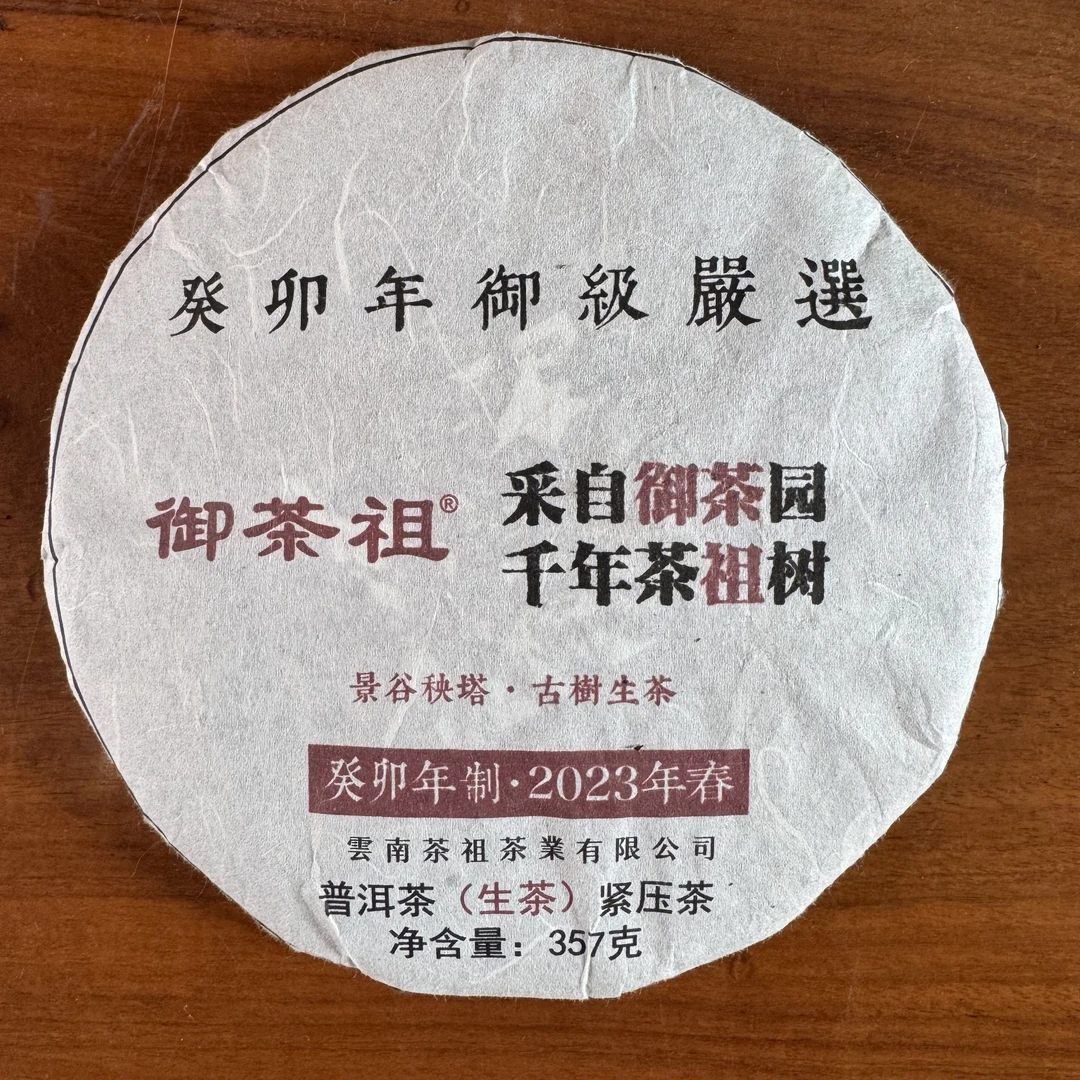 癸卯年御級嚴選
御茶祖®
采自御茶园
千年茶祖树
景谷秧塔·古樹生茶
癸卯年制·2023年春
雲南茶祖茶業有限公司
普洱茶（生茶）紧压茶
净含量：357克